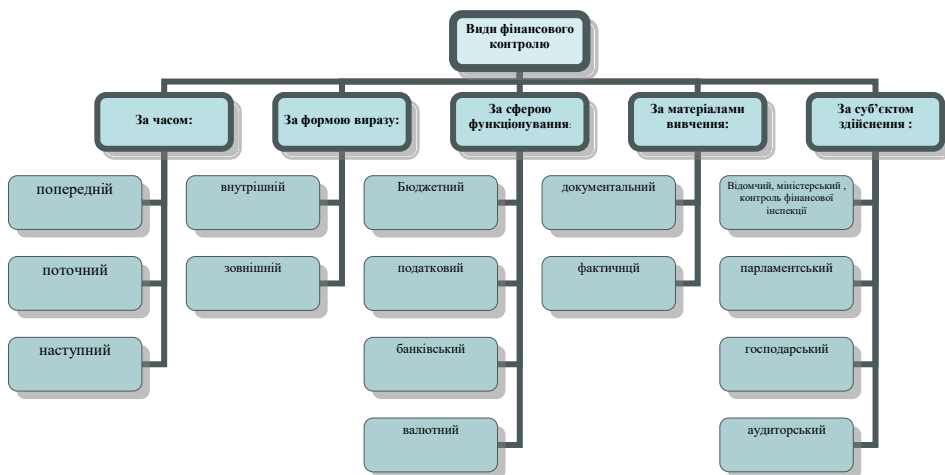 Види фінансового
контролю
За часом:
За формою виразу:
За сферою
функціонування:
За матеріалами
вивчення:
За суб’єктом
здійснення :
попередній
поточний
наступний
внутрішній
зовнішній
Бюджетний
податковий
банківський
валютний
документальний
фактичнцй
Відомчий, міністерський ,
контроль фінансової
інспекції
парламентський
господарський
аудиторський